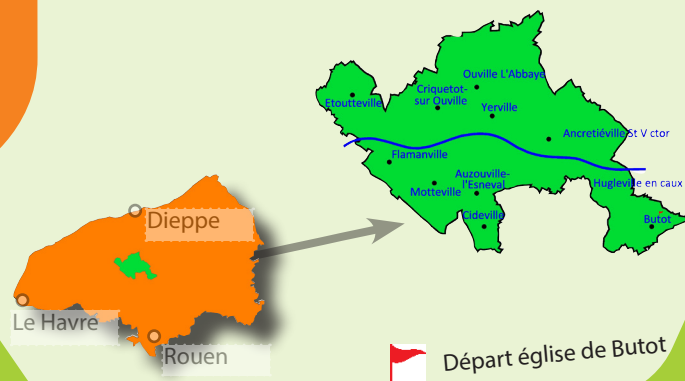 Ouville L'Abbaye
Criquetot-
sur Ouville
Etoutteville
Yerville
Ancretiéville St V ctor
Flamanville
Auzouville-
l'Esneval
Motteville
Hugleville en caux
Cideville
Butot
Dieppe
Le Havre
Rouen
Départ église de Butot